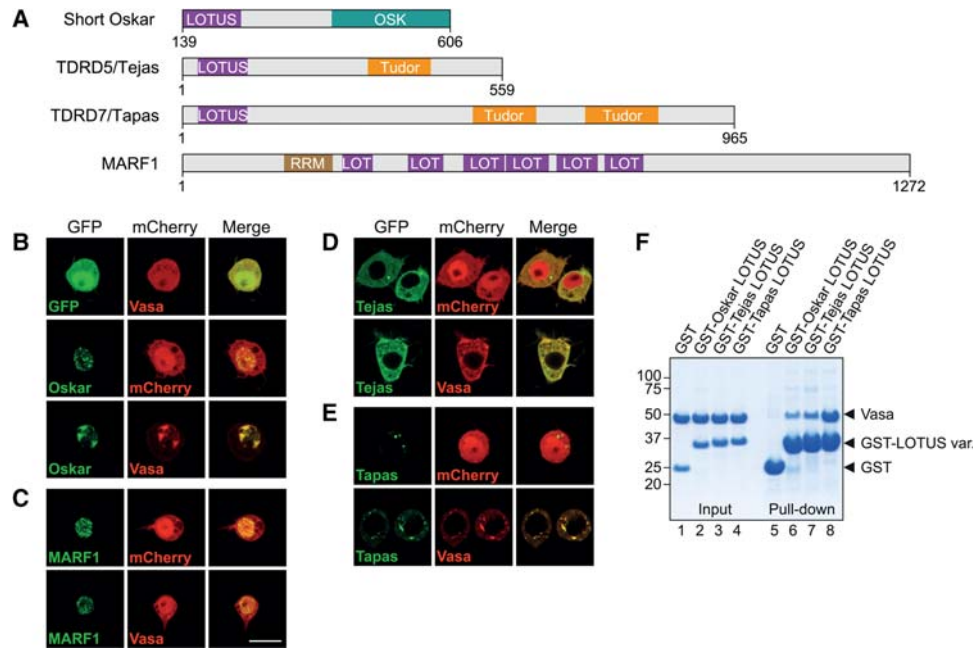 A
Short Oskar
LOTUS
OSK
139
606
TDRD5/Tejas
LOTUS
Tudor
1
559
TDRD7/Tapas
LOTUS
Tudor
Tudor
1
965
MARF1
RRM
LOT
LOT
LOT
LOT
LOT
LOT
1
1272
B
GFP
mCherry
Merge
GFP
Vasa
Oskar
mCherry
Oskar
Vasa
C
MARF1
mCherry
MARF1
Vasa
D
GFP
mCherry
Merge
Tejas
mCherry
Tejas
Vasa
E
Tapas
mCherry
Tapas
Vasa
F
GST
GST-Oskar LOTUS
GST-Tejas LOTUS
GST-Tapas LOTUS
GST
GST-Oskar LOTUS
GST-Tejas LOTUS
GST-Tapas LOTUS
100
75
50
37
25
20
Vasa
GST-LOTUS var.
GST
Input
Pull-down
1 2 3 4 5 6 7 8